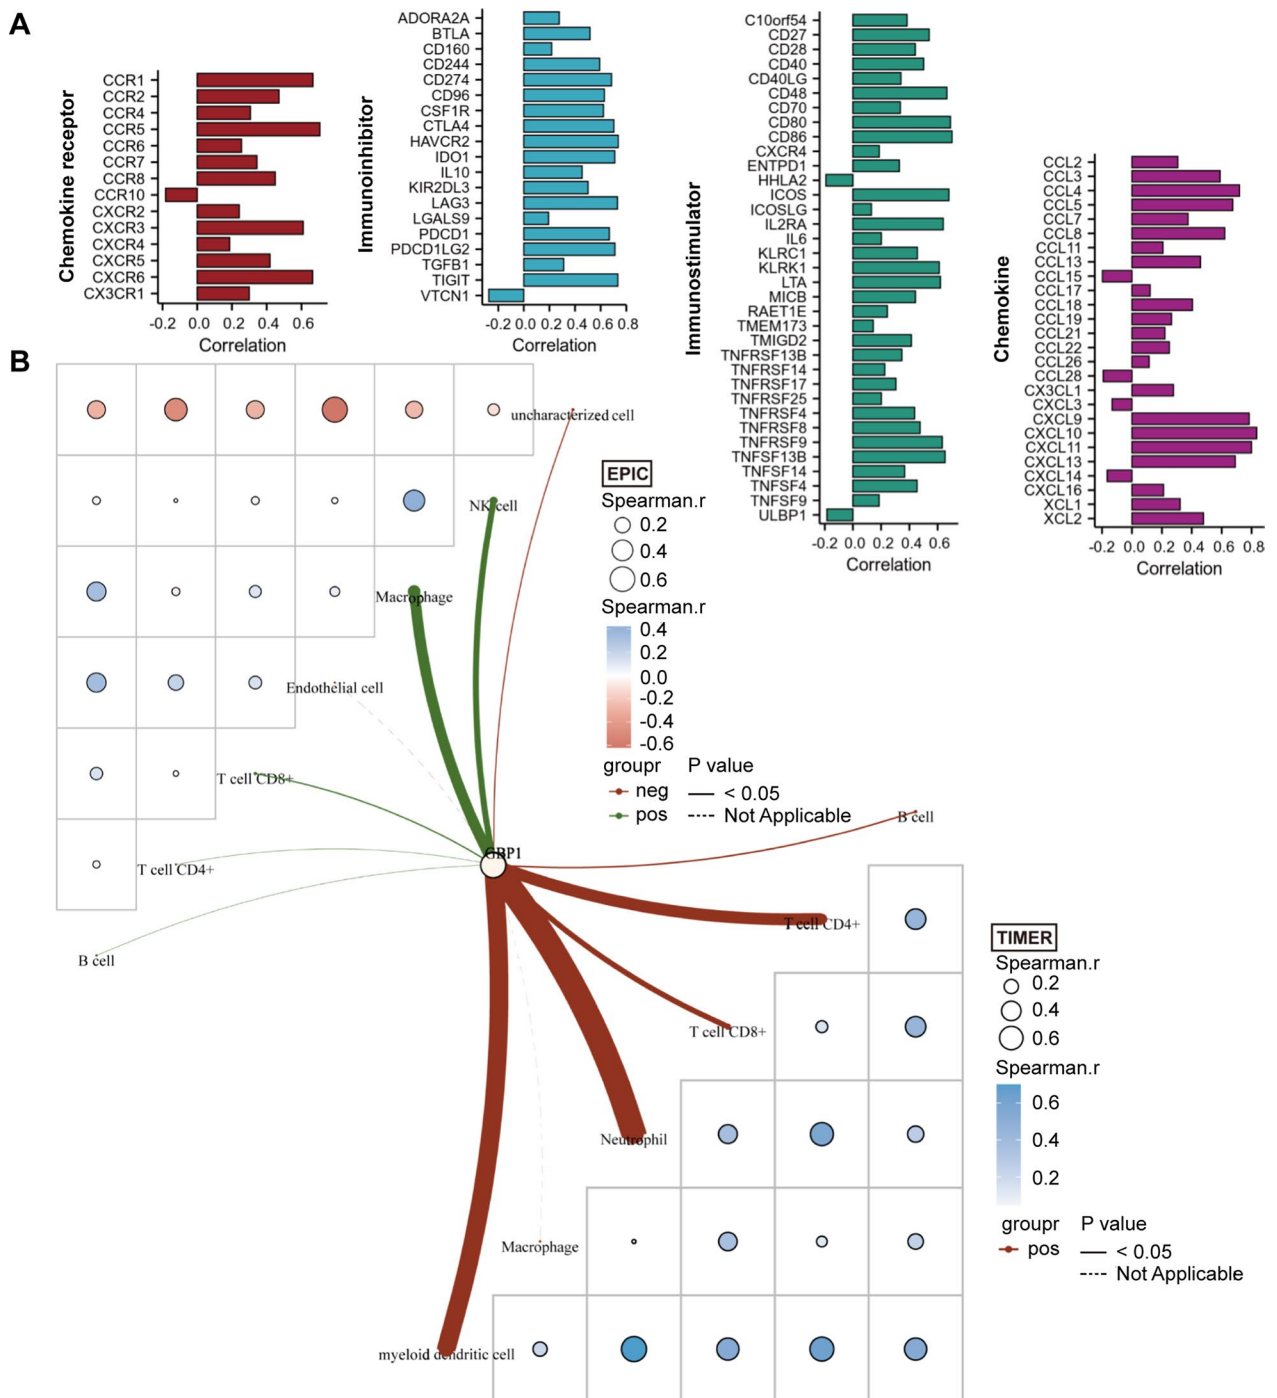 A
Chemokine receptor
CCR1
CCR2
CCR4
CCR5
CCR6
CCR7
CCR8
CCR10
CXCR2
CXCR3
CXCR4
CXCR5
CXCR6
CX3CR1
-0.2 0.0 0.2 0.4 0.6
Correlation
Immunoinhibitor
ADORA2A
BTLA
CD160
CD244
CD274
CD96
CSF1R
CTLA4
HAVCR2
IDO1
IL10
KIR2DL3
LAG3
LGALS9
PDCD1
PDCD1LG2
TGFB1
TIGIT
VTCN1
-0.2 0.0 0.2 0.4 0.6 0.8
Correlation
Immunostimulator
C10orf54
CD27
CD28
CD40
CD40LG
CD48
CD70
CD80
CD86
CXCR4
ENTPD1
HHLA2
ICOS
ICOSLG
IL2RA
IL6
KLRC1
KLRK1
LTA
MICB
RAET1E
TMEM173
TMIGD2
TNFRSF13B
TNFRSF14
TNFRSF17
TNFRSF25
TNFRSF4
TNFRSF8
TNFRSF9
TNFSF13B
TNFSF14
TNFSF4
TNFSF9
ULBP1
-0.2 0.0 0.2 0.4 0.6
Correlation
Chemokine
CCL2
CCL3
CCL4
CCL5
CCL7
CCL8
CCL11
CCL13
CCL15
CCL17
CCL18
CCL19
CCL21
CCL22
CCL26
CCL28
CX3CL1
CXCL3
CXCL9
CXCL10
CXCL11
CXCL13
CXCL14
CXCL16
XCL1
XCL2
-0.2 0.0 0.2 0.4 0.6 0.8
Correlation
B
uncharacterized cell
NK cell
Macrophage
Endothelial cell
T cell CD8+
T cell CD4+
B cell
GBP1
EPIC
Spearman.r
0.2
0.4
0.6
Spearman.r
0.4
0.2
0.0
-0.2
-0.4
-0.6
groupr P value
neg < 0.05
pos Not Applicable
B cell
T cell CD4+
T cell CD8+
Neutrophil
Macrophage
myeloid dendritic cell
TIMER
Spearman.r
0.2
0.4
0.6
Spearman.r
0.6
0.4
0.2
groupr P value
pos < 0.05
Not Applicable